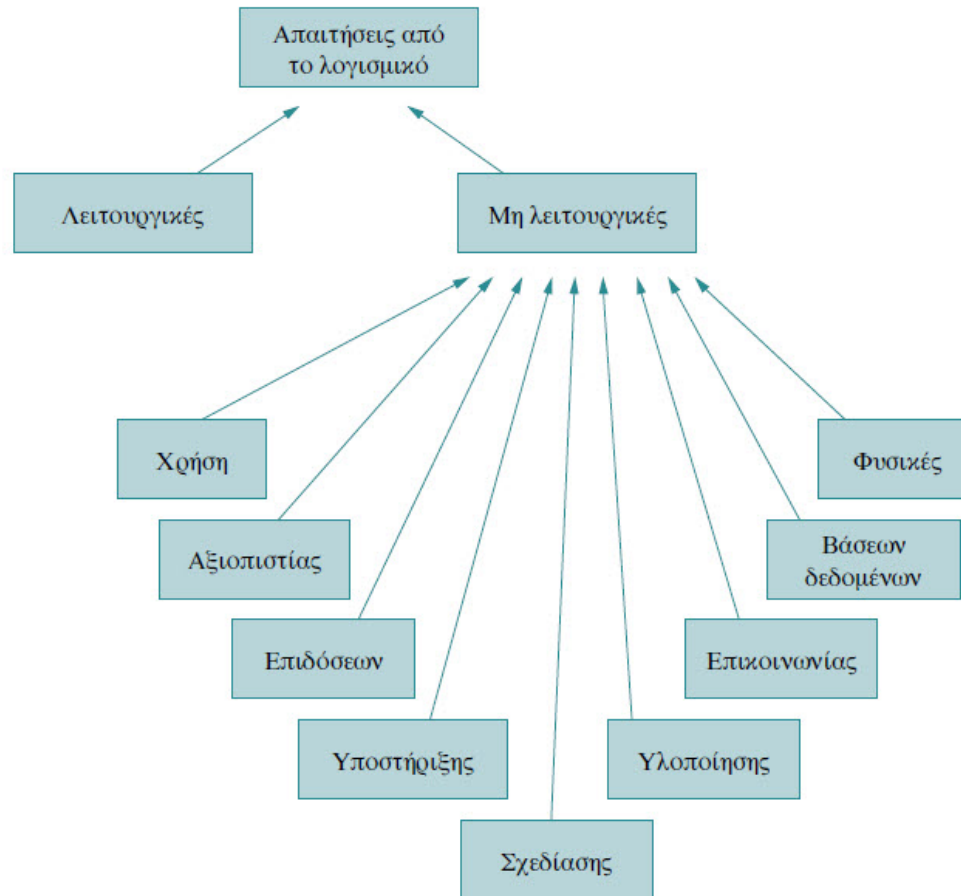 Απαιτήσεις από
το λογισμικό
Λειτουργικές
Μη λειτουργικές
Χρήση
Φυσικές
Αξιοπιστίας
Βάσεων
δεδομένων
Επιδόσεων
Επικοινωνίας
Υποστήριξης
Υλοποίησης
Σχεδίασης